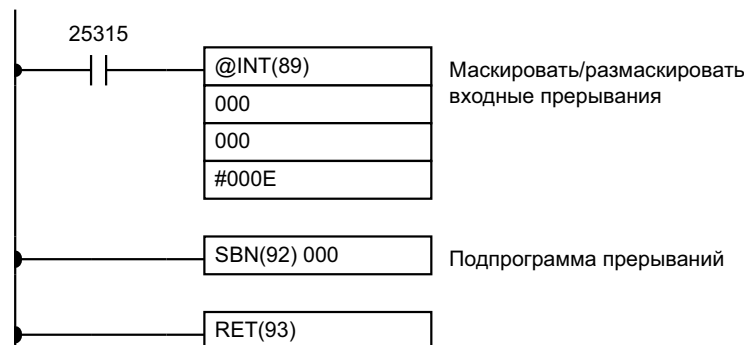 25315
@INT(89)
000
000
#000E
Маскировать/размаскировать
входные прерывания
SBN(92) 000
Подпрограмма прерываний
RET(93)